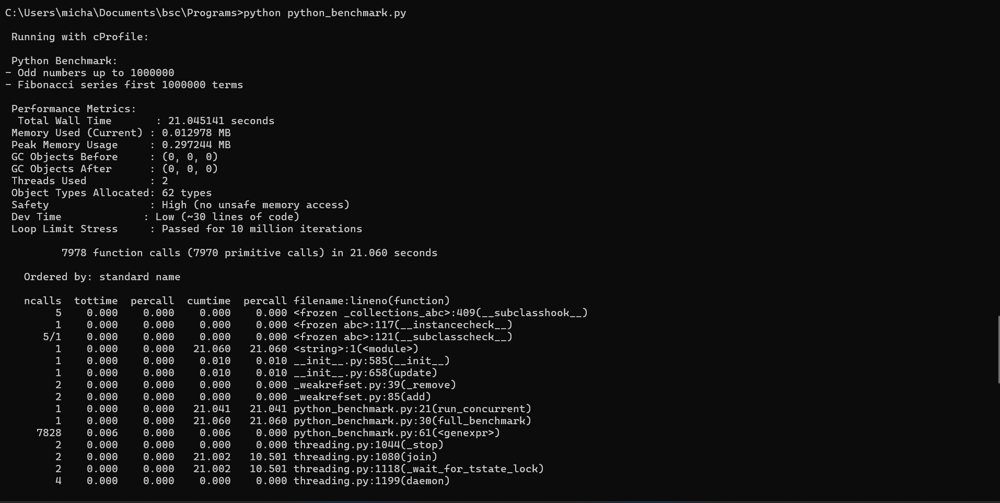 C:\Users\micha\Documents\bsc\Programs>python python_benchmark.py
Running with cProfile:
Python Benchmark:
- Odd numbers up to 1000000
- Fibonacci series first 1000000 terms
Performance Metrics:
Total Wall Time       : 21.045141 seconds
Memory Used (Current) : 0.012978 MB
Peak Memory Usage     : 0.297244 MB
GC Objects Before     : (0, 0, 0)
GC Objects After      : (0, 0, 0)
Threads Used          : 2
Object Types Allocated: 62 types
Safety                : High (no unsafe memory access)
Dev Time             : Low (~30 lines of code)
Loop Limit Stress     : Passed for 10 million iterations
7978 function calls (7970 primitive calls) in 21.060 seconds
Ordered by: standard name
ncalls  tottime  percall  cumtime  percall filename:lineno(function)
5    0.000    0.000    0.000    0.000 <frozen _collections_abc>:409(__subclasshook__)
1    0.000    0.000    0.000    0.000 <frozen abc>:117(__instancecheck__)
5/1    0.000    0.000    0.000    0.000 <frozen abc>:121(__subclasscheck__)
1    0.000    0.000   21.060   21.060 <string>:1(<module>)
1    0.000    0.000    0.010    0.010 __init__.py:585(__init__)
1    0.000    0.000    0.010    0.010 __init__.py:658(update)
2    0.000    0.000    0.000    0.000 _weakrefset.py:39(_remove)
2    0.000    0.000    0.000    0.000 _weakrefset.py:85(add)
1    0.000    0.000   21.041   21.041 python_benchmark.py:21(run_concurrent)
1    0.000    0.000   21.060   21.060 python_benchmark.py:30(full_benchmark)
7828    0.006    0.000    0.006    0.000 python_benchmark.py:61(<genexpr>)
2    0.000    0.000    0.000    0.000 threading.py:1044(_stop)
2    0.000    0.000   21.002   10.501 threading.py:1080(join)
2    0.000    0.000   21.002   10.501 threading.py:1118(_wait_for_tstate_lock)
4    0.000    0.000    0.000    0.000 threading.py:1199(daemon)